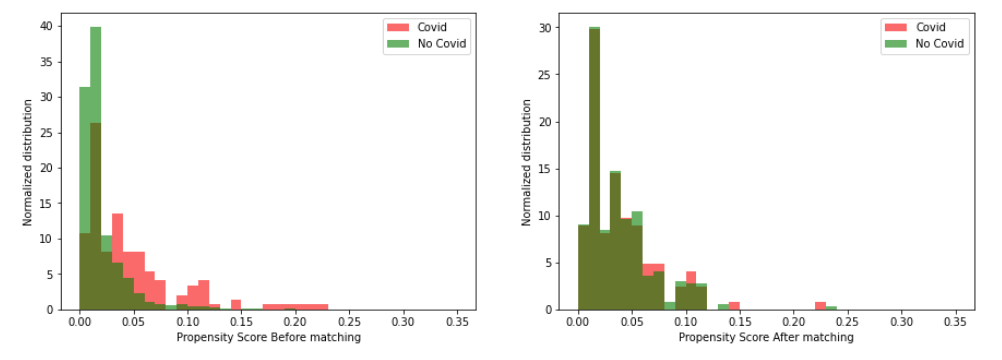 40
35
30
25
20
15
10
5
0
Normalized distribution
Covid
No Covid
0.00 0.05 0.10 0.15 0.20 0.25 0.30 0.35
Propensity Score Before matching
30
25
20
15
10
5
0
Normalized distribution
Covid
No Covid
0.00 0.05 0.10 0.15 0.20 0.25 0.30 0.35
Propensity Score After matching